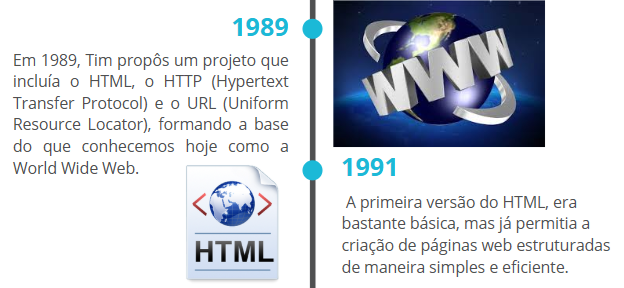 1989
Em 1989, Tim propôs um projeto que
incluía o HTML, o HTTP (Hypertext
Transfer Protocol) e o URL (Uniform
Resource Locator), formando a base
do que conhecemos hoje como a
World Wide Web.
HTML
WWW
1991
A primeira versão do HTML, era
bastante básica, mas já permitia a
criação de páginas web estruturadas
de maneira simples e eficiente.